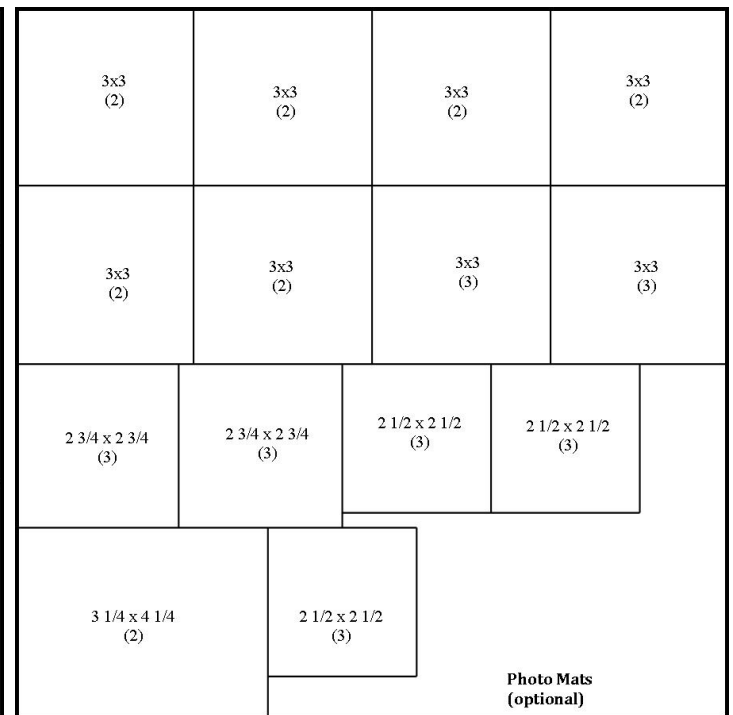 3x3
(2)
3x3
(2)
3x3
(2)
3x3
(2)
3x3
(2)
3x3
(2)
3x3
(3)
3x3
(3)
2 3/4 x 2 3/4
(3)
2 3/4 x 2 3/4
(3)
2 1/2 x 2 1/2
(3)
2 1/2 x 2 1/2
(3)
3 1/4 x 4 1/4
(2)
2 1/2 x 2 1/2
(3)
Photo Mats
(optional)